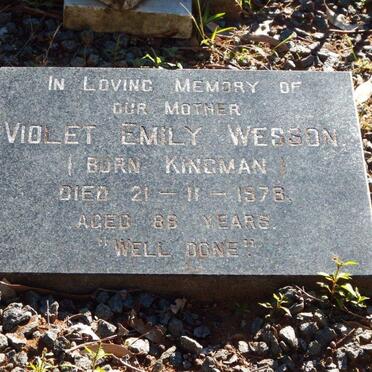 In Loving Memory of
our Mother
Violet Emily Wesson.
( Born Kingman )
Died 21-11-1978.
Aged 86 Years.
"Well Done".